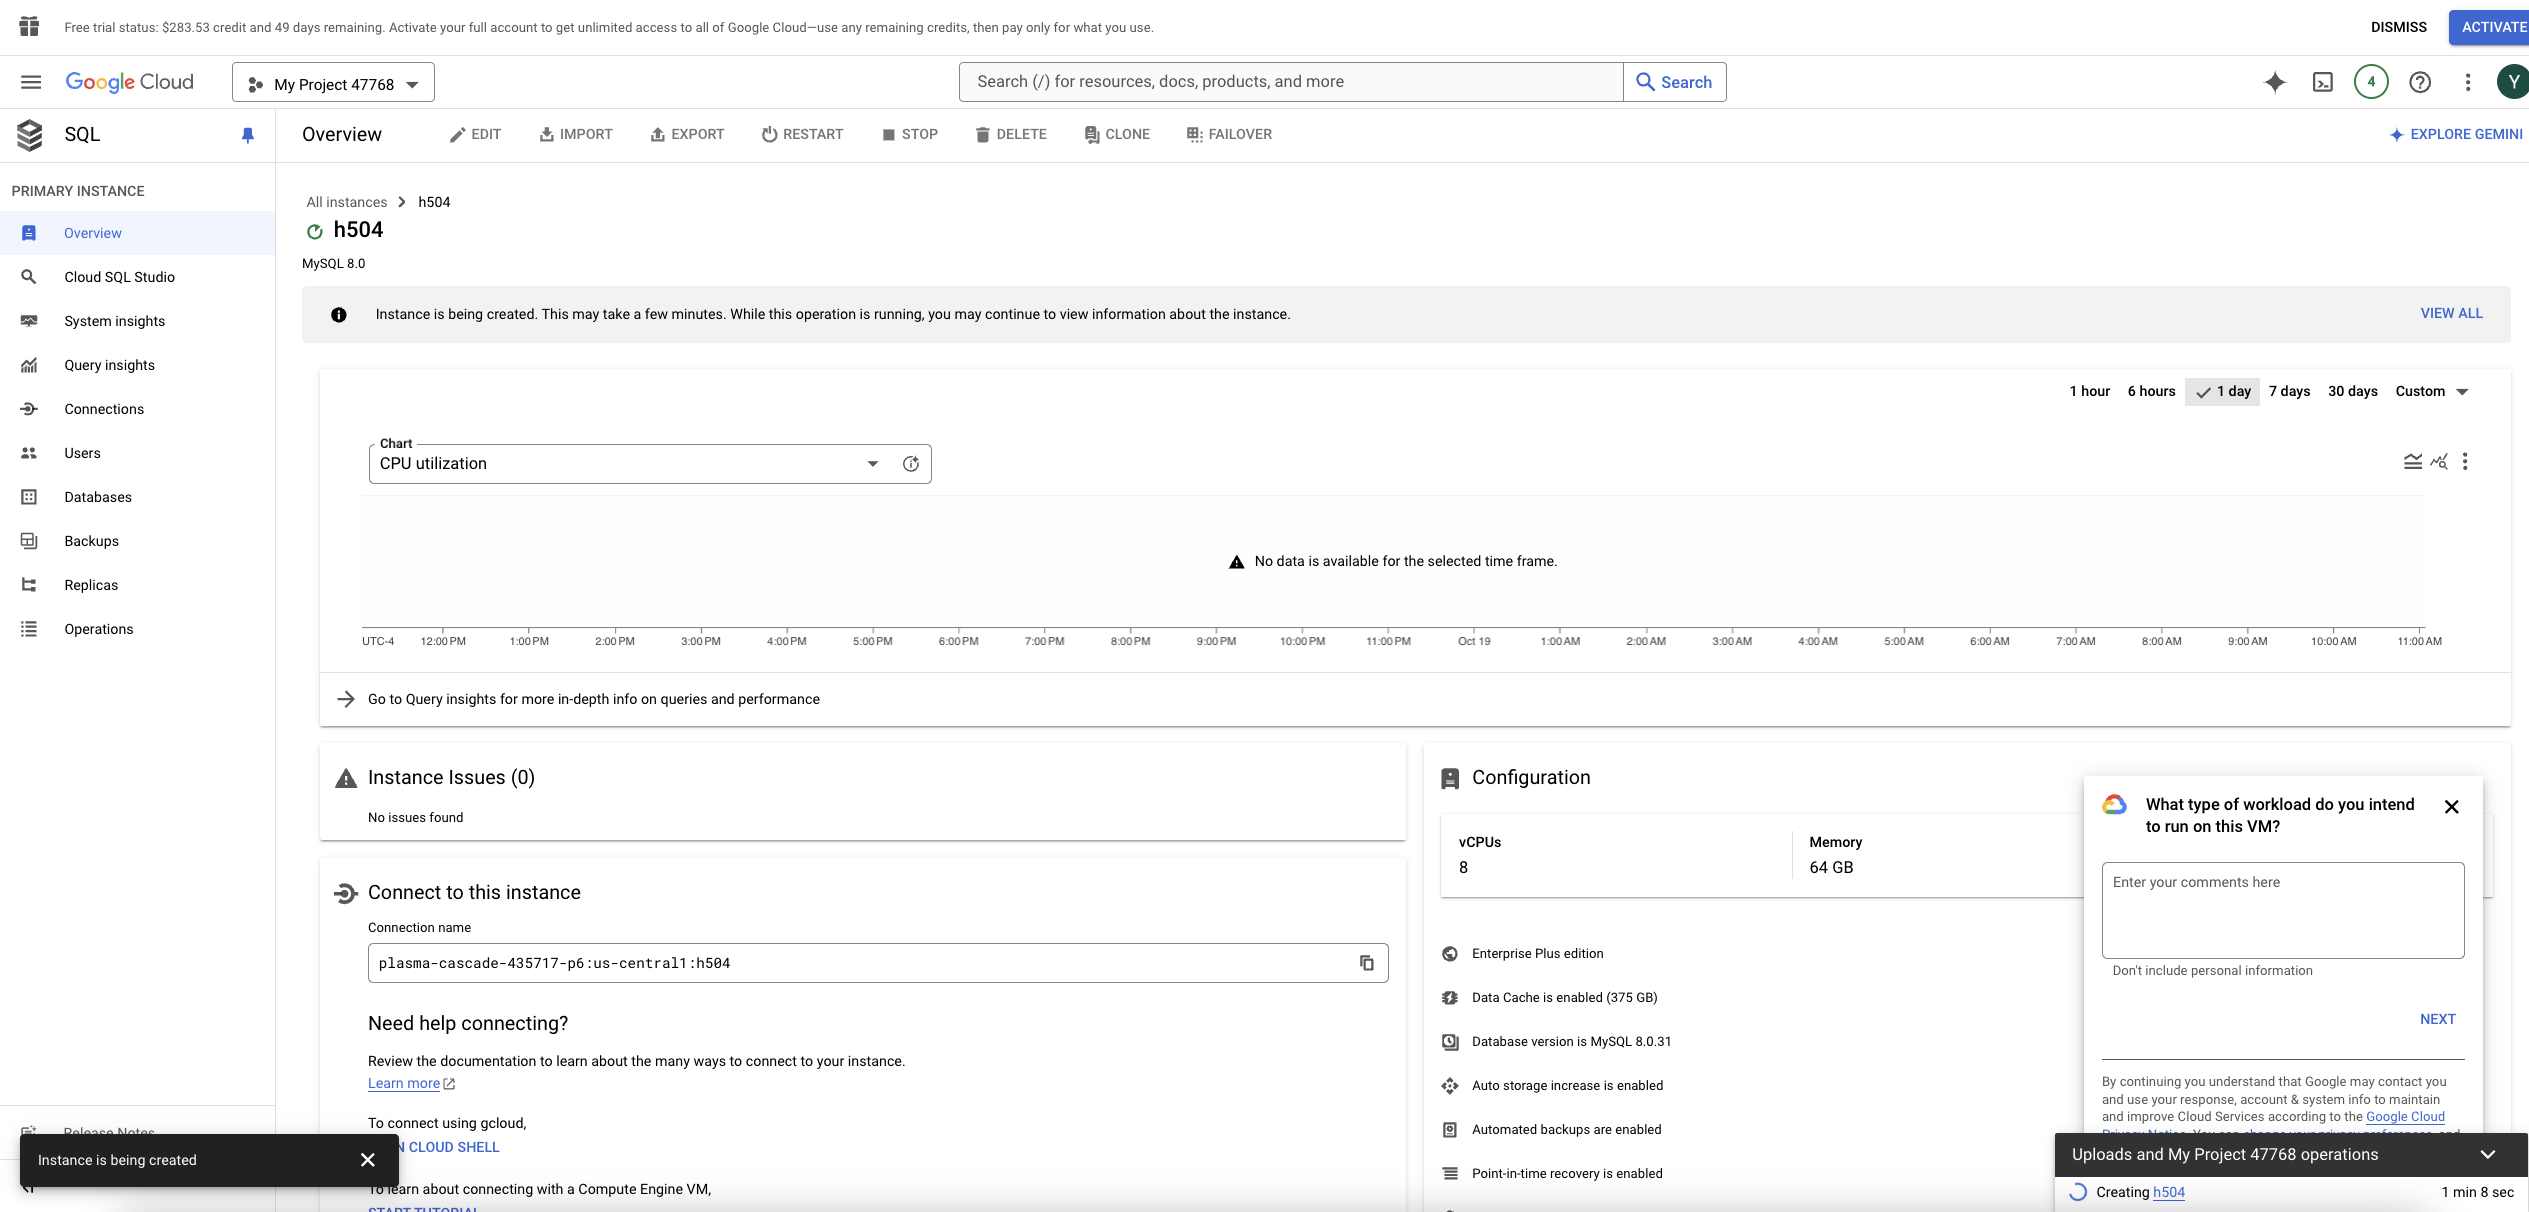 Free trial status: $283.53 credit and 49 days remaining. Activate your full account to get unlimited access to all of Google Cloud—use any remaining credits, then pay only for what you use.
DISMISS
ACTIVATE
Google Cloud
My Project 47768
Search (/) for resources, docs, products, and more
Search
4
Y
SQL
Overview
EDIT
IMPORT
EXPORT
RESTART
STOP
DELETE
CLONE
FAILOVER
EXPLORE GEMINI
PRIMARY INSTANCE
Overview
Cloud SQL Studio
System insights
Query insights
Connections
Users
Databases
Backups
Replicas
Operations
Release Notes
All instances
h504
h504
MySQL 8.0
Instance is being created. This may take a few minutes. While this operation is running, you may continue to view information about the instance.
VIEW ALL
1 hour
6 hours
1 day
7 days
30 days
Custom
Chart
CPU utilization
No data is available for the selected time frame.
UTC-4
12:00 PM
1:00 PM
2:00 PM
3:00 PM
4:00 PM
5:00 PM
6:00 PM
7:00 PM
8:00 PM
9:00 PM
10:00 PM
11:00 PM
Oct 19
1:00 AM
2:00 AM
3:00 AM
4:00 AM
5:00 AM
6:00 AM
7:00 AM
8:00 AM
9:00 AM
10:00 AM
11:00 AM
Go to Query insights for more in-depth info on queries and performance
Instance Issues (0)
No issues found
Connect to this instance
Connection name
plasma-cascade-435717-p6:us-central1:h504
Need help connecting?
Review the documentation to learn about the many ways to connect to your instance.
Learn more
To connect using gcloud,
N CLOUD SHELL
To learn about connecting with a Compute Engine VM,
START TUTORIAL
Instance is being created
Configuration
vCPUs
8
Memory
64 GB
Enterprise Plus edition
Data Cache is enabled (375 GB)
Database version is MySQL 8.0.31
Auto storage increase is enabled
Automated backups are enabled
Point-in-time recovery is enabled
What type of workload do you intend
to run on this VM?
Enter your comments here
Don't include personal information
NEXT
By continuing you understand that Google may contact you
and use your response, account & system info to maintain
and improve Cloud Services according to the Google Cloud
Privacy Notice. You can change your privacy preferences, and
Uploads and My Project 47768 operations
Creating h504
1 min 8 sec